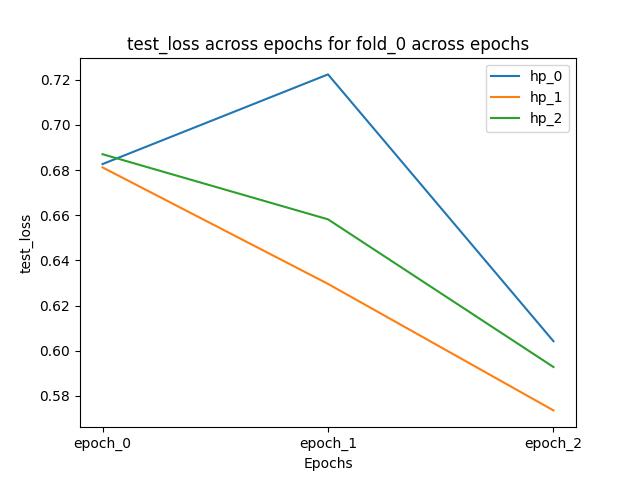 test_loss across epochs for fold_0 across epochs
hp_0
hp_1
hp_2
test_loss
0.72
0.70
0.68
0.66
0.64
0.62
0.60
0.58
epoch_0
epoch_1
epoch_2
Epochs